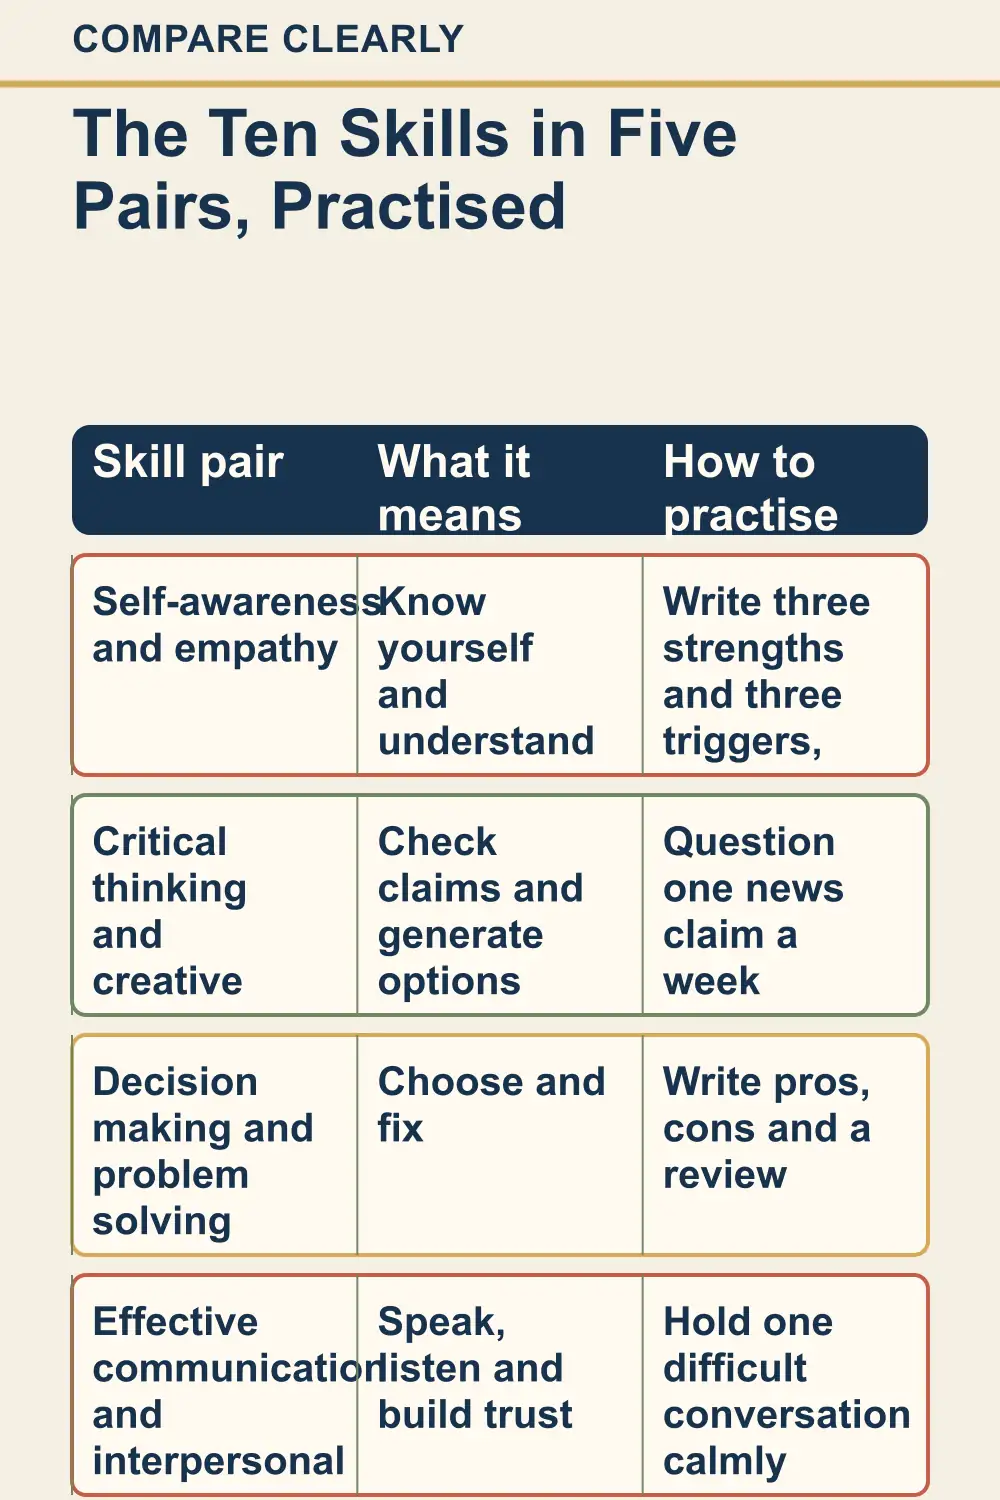 COMPARE CLEARLY
The Ten Skills in Five
Pairs, Practised
Skill pair
What it
means
How to
practise
Self-awareness
and empathy
Know
yourself
and
understand
Write three
strengths
and three
triggers,
Critical
thinking
and
creative
Check
claims and
generate
options
Question
one news
claim a
week
Decision
making and
problem
solving
Choose and
fix
Write pros,
cons and a
review
Effective
communication
and
interpersonal
Speak,
listen and
build trust
Hold one
difficult
conversation
calmly